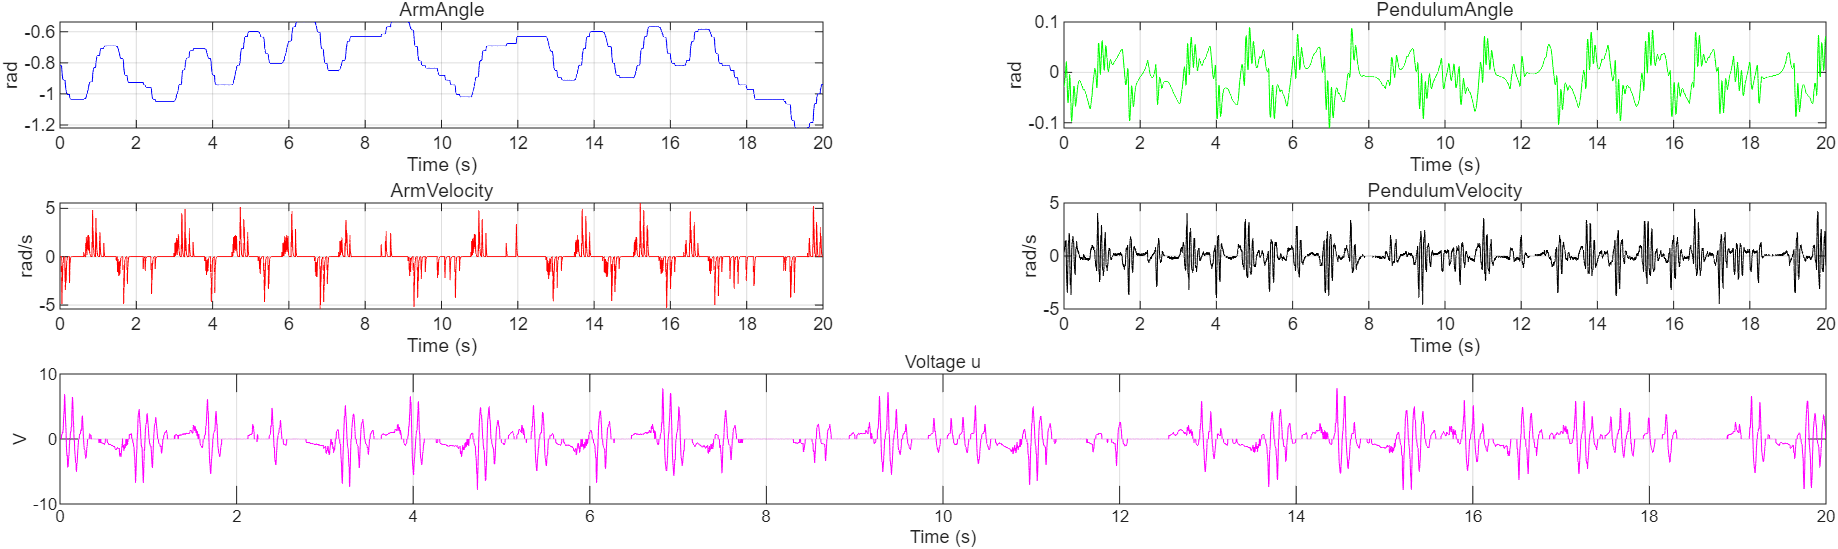 ArmAngle
-0.6
-0.8
-1
-1.2
rad
0 2 4 6 8 10 12 14 16 18 20
Time (s)
PendulumAngle
0.1
0
-0.1
rad
0 2 4 6 8 10 12 14 16 18 20
Time (s)
ArmVelocity
5
0
-5
rad/s
0 2 4 6 8 10 12 14 16 18 20
Time (s)
PendulumVelocity
5
0
-5
rad/s
0 2 4 6 8 10 12 14 16 18 20
Time (s)
Voltage u
10
0
-10
V
0 2 4 6 8 10 12 14 16 18 20
Time (s)